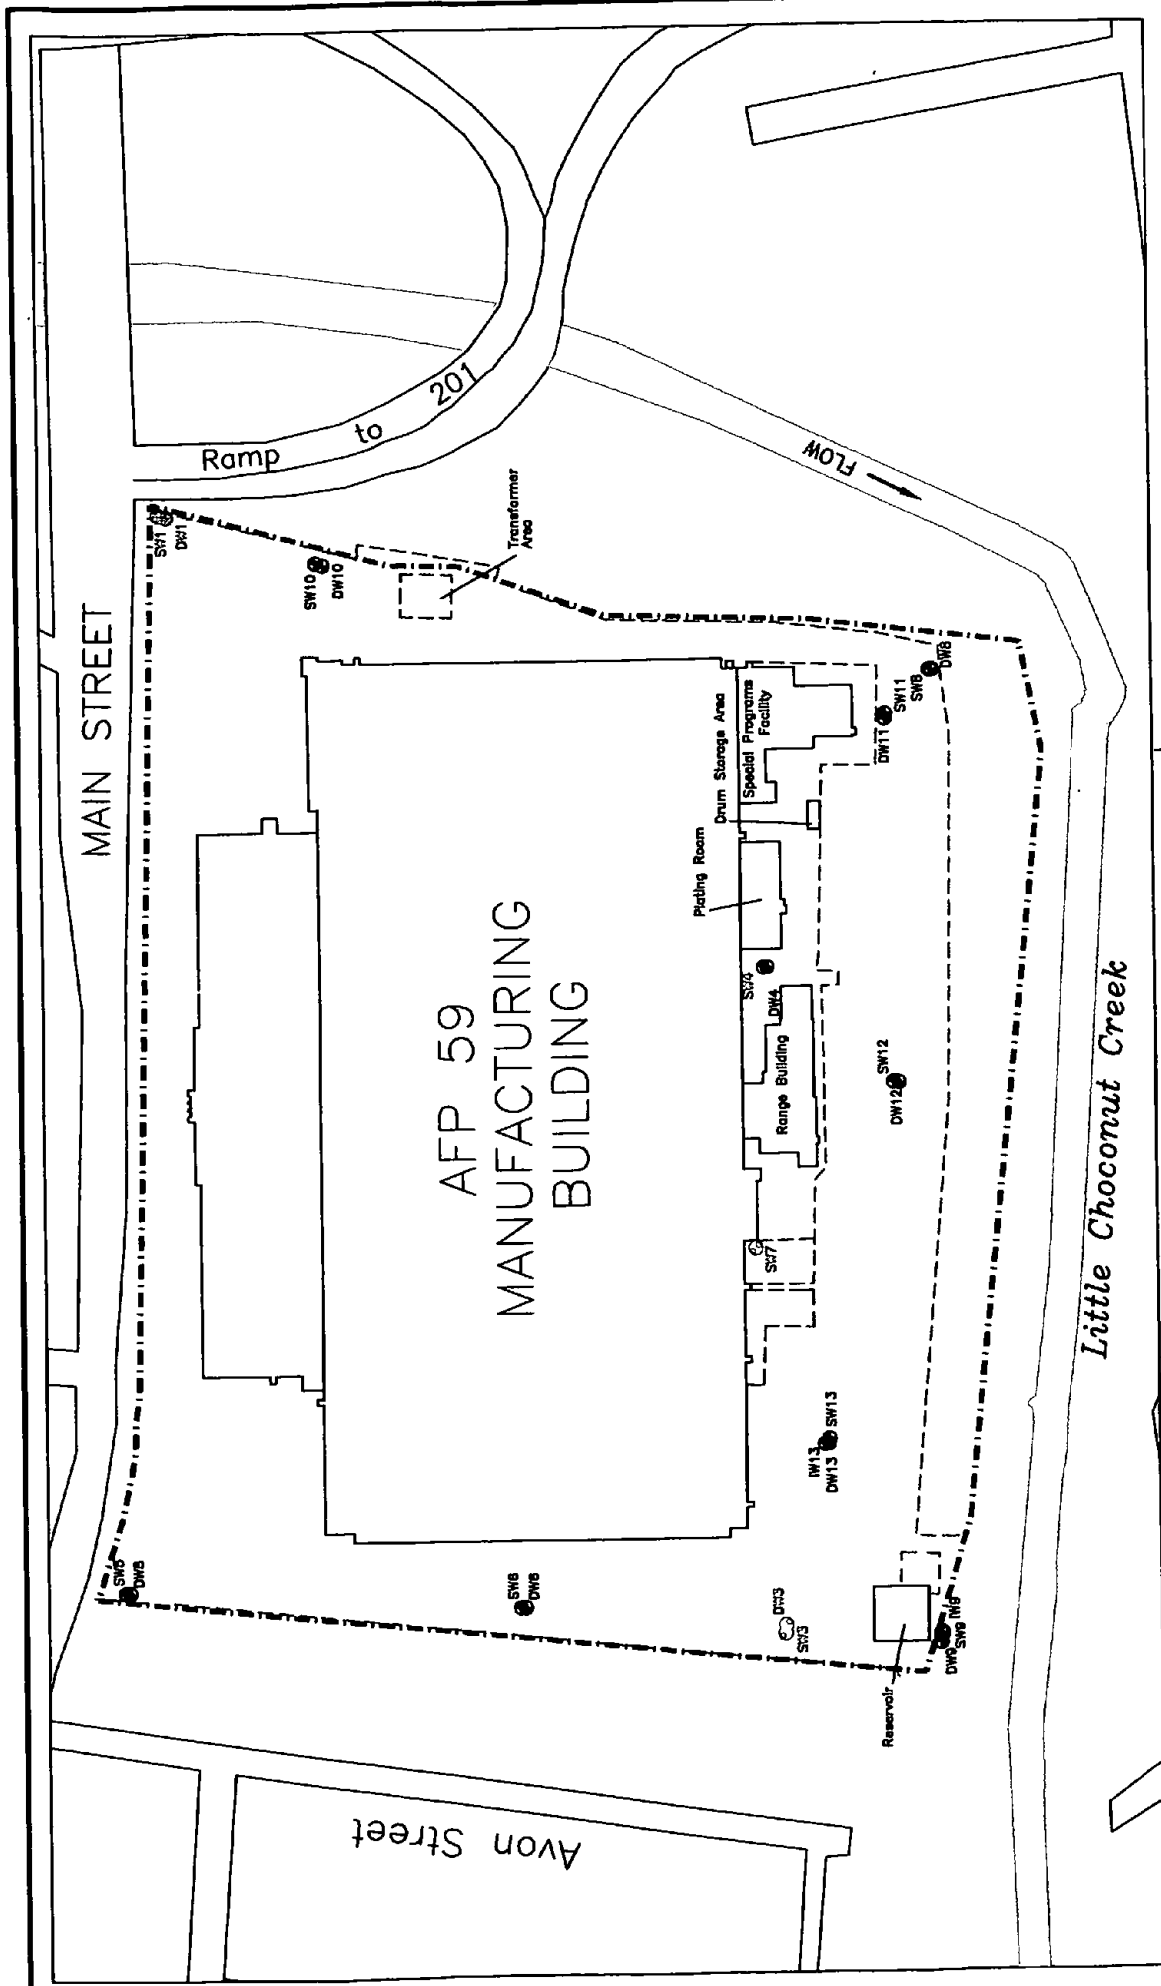 MAIN STREET
Ramp
to
201
FLOW
SW1
DW1
SW10
DW10
Transformer
Area
AFP 59
MANUFACTURING
BUILDING
Drum Storage Area
Special Programs
Facility
Plating Room
SW4
DW4
Range Building
SW7
DW11
SW11
SW8
DW8
SW12
DW12
IW13
DW13
SW13
SW5
DW5
SW6
DW6
DW3
SW3
IW9
SW9
DW9
Reservoir
Little Choconut Creek
Avon Street